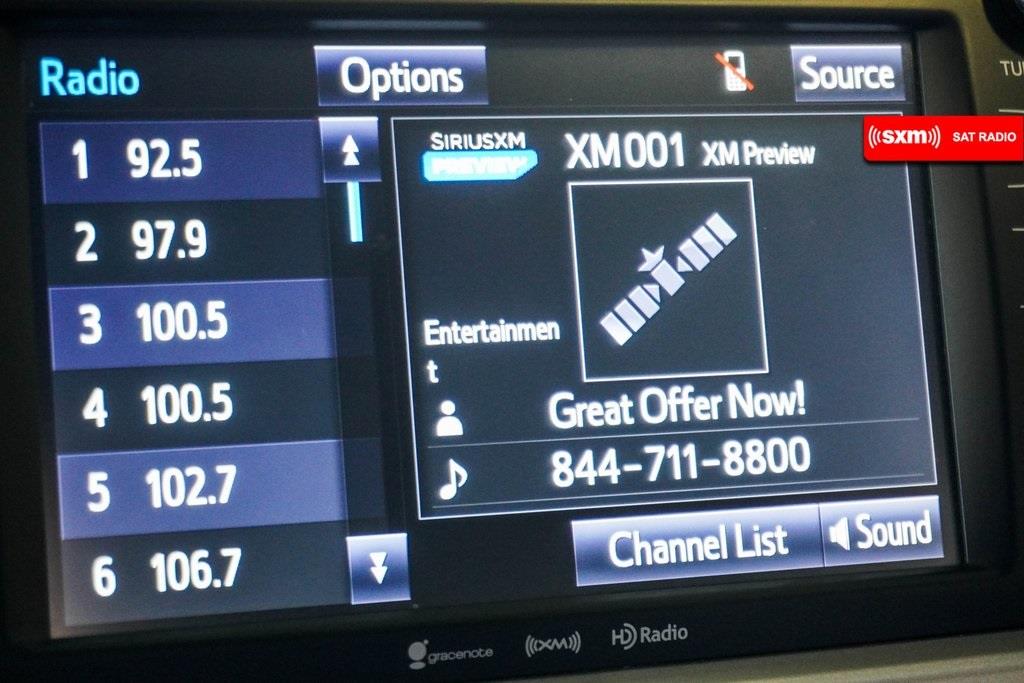 Radio
Options
Source
TU
1 92.5
2 97.9
3 100.5
4 100.5
5 102.7
6 106.7
SIRIUSXM
PREVIEW
XM001 XM Preview
((sxm)) SAT RADIO
Entertainmen
t
Great Offer Now!
844-711-8800
Channel List
Sound
gracenote
((XM))
HD Radio